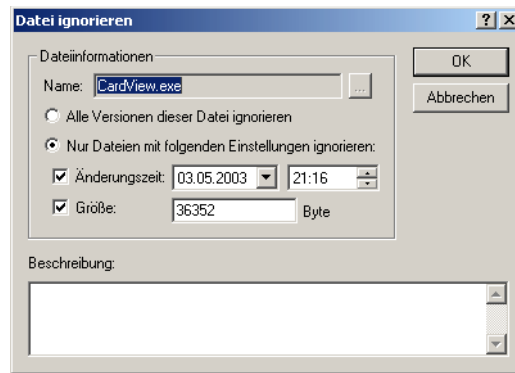 Datei ignorieren
Dateiinformationen
Name: CardView.exe ...
Alle Versionen dieser Datei ignorieren
Nur Dateien mit folgenden Einstellungen ignorieren:
Änderungszeit: 03.05.2003 21:16
Größe: 36352 Byte
OK
Abbrechen
Beschreibung: